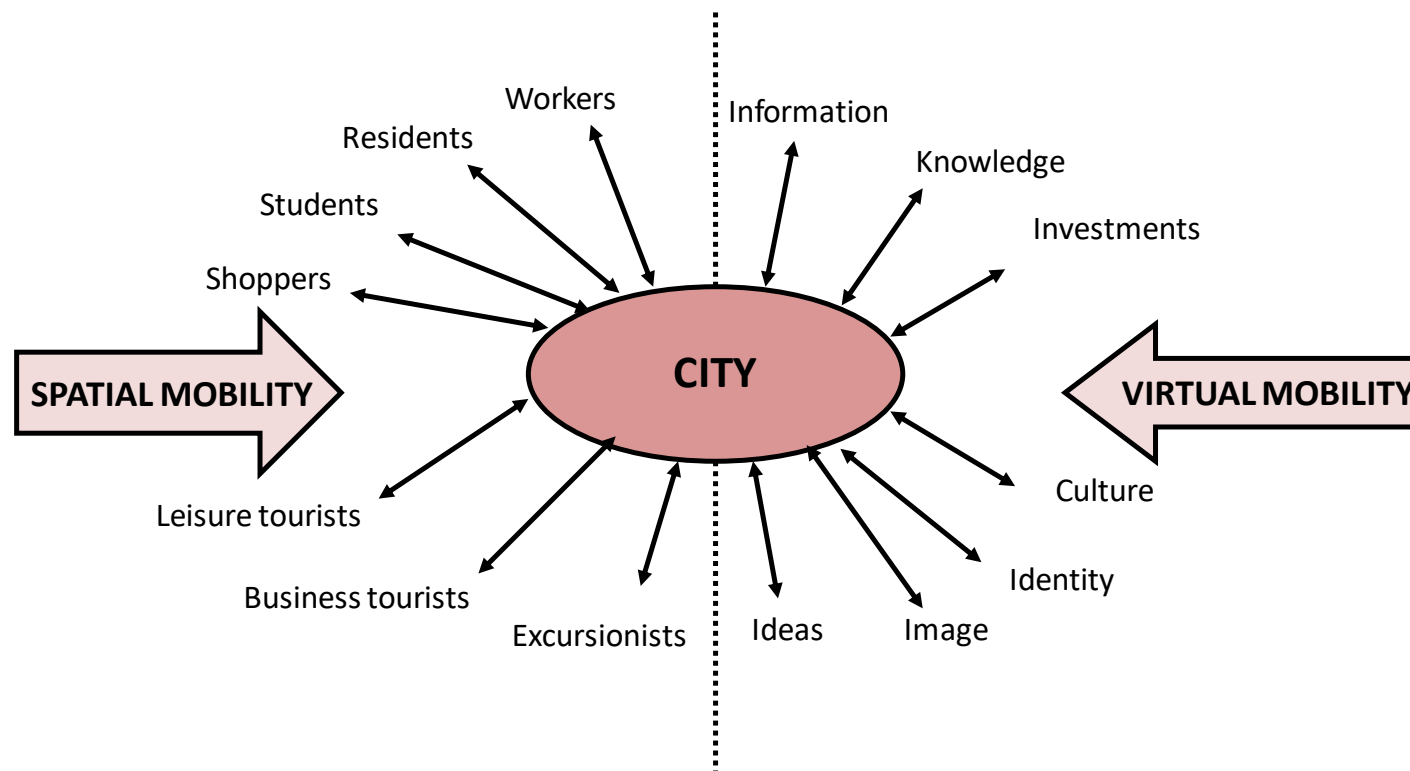 Workers
Information
Residents
Knowledge
Students
Investments
Shoppers
CITY
SPATIAL MOBILITY
VIRTUAL MOBILITY
Culture
Leisure tourists
Identity
Business tourists
Image
Ideas
Excursionists